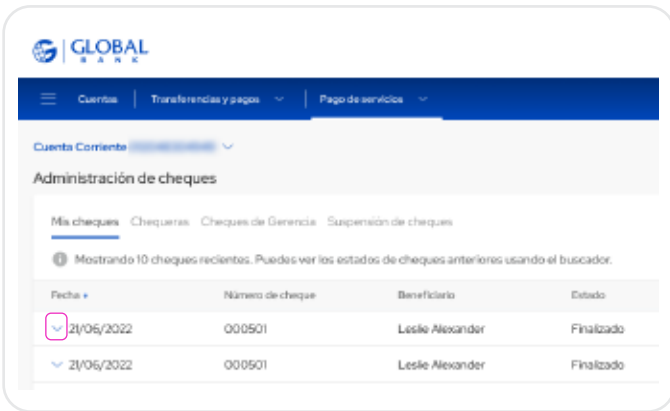 GLOBAL
BANK
Cuentas Transferencias y pagos Pago de servicios
Cuenta Corriente
Administración de cheques
Mis cheques Chequeras Cheques de Gerencia Suspensión de cheques
Mostrando 10 cheques recientes. Puedes ver los estados de cheques anteriores usando el buscador.
Fecha Número de cheque Beneficiario Estado
21/06/2022 000501 Leslie Alexander Finalizado
21/06/2022 000501 Leslie Alexander Finalizado